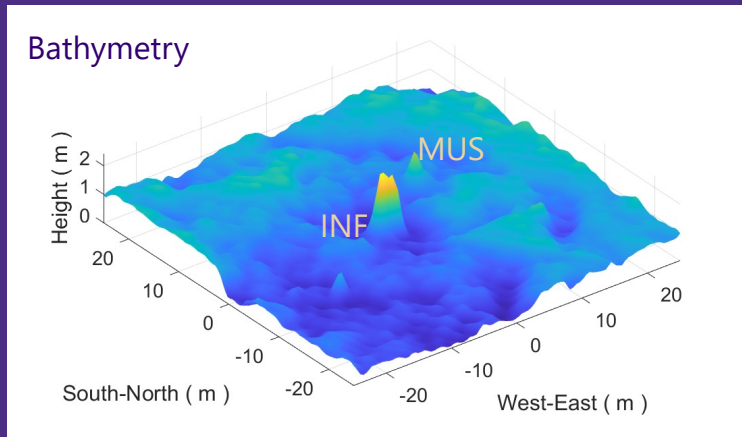 Bathymetry
MUS
INF
Height ( m )
2
1
0
20
10
0
-10
-20
South-North ( m )
-20
-10
0
10
20
West-East ( m )